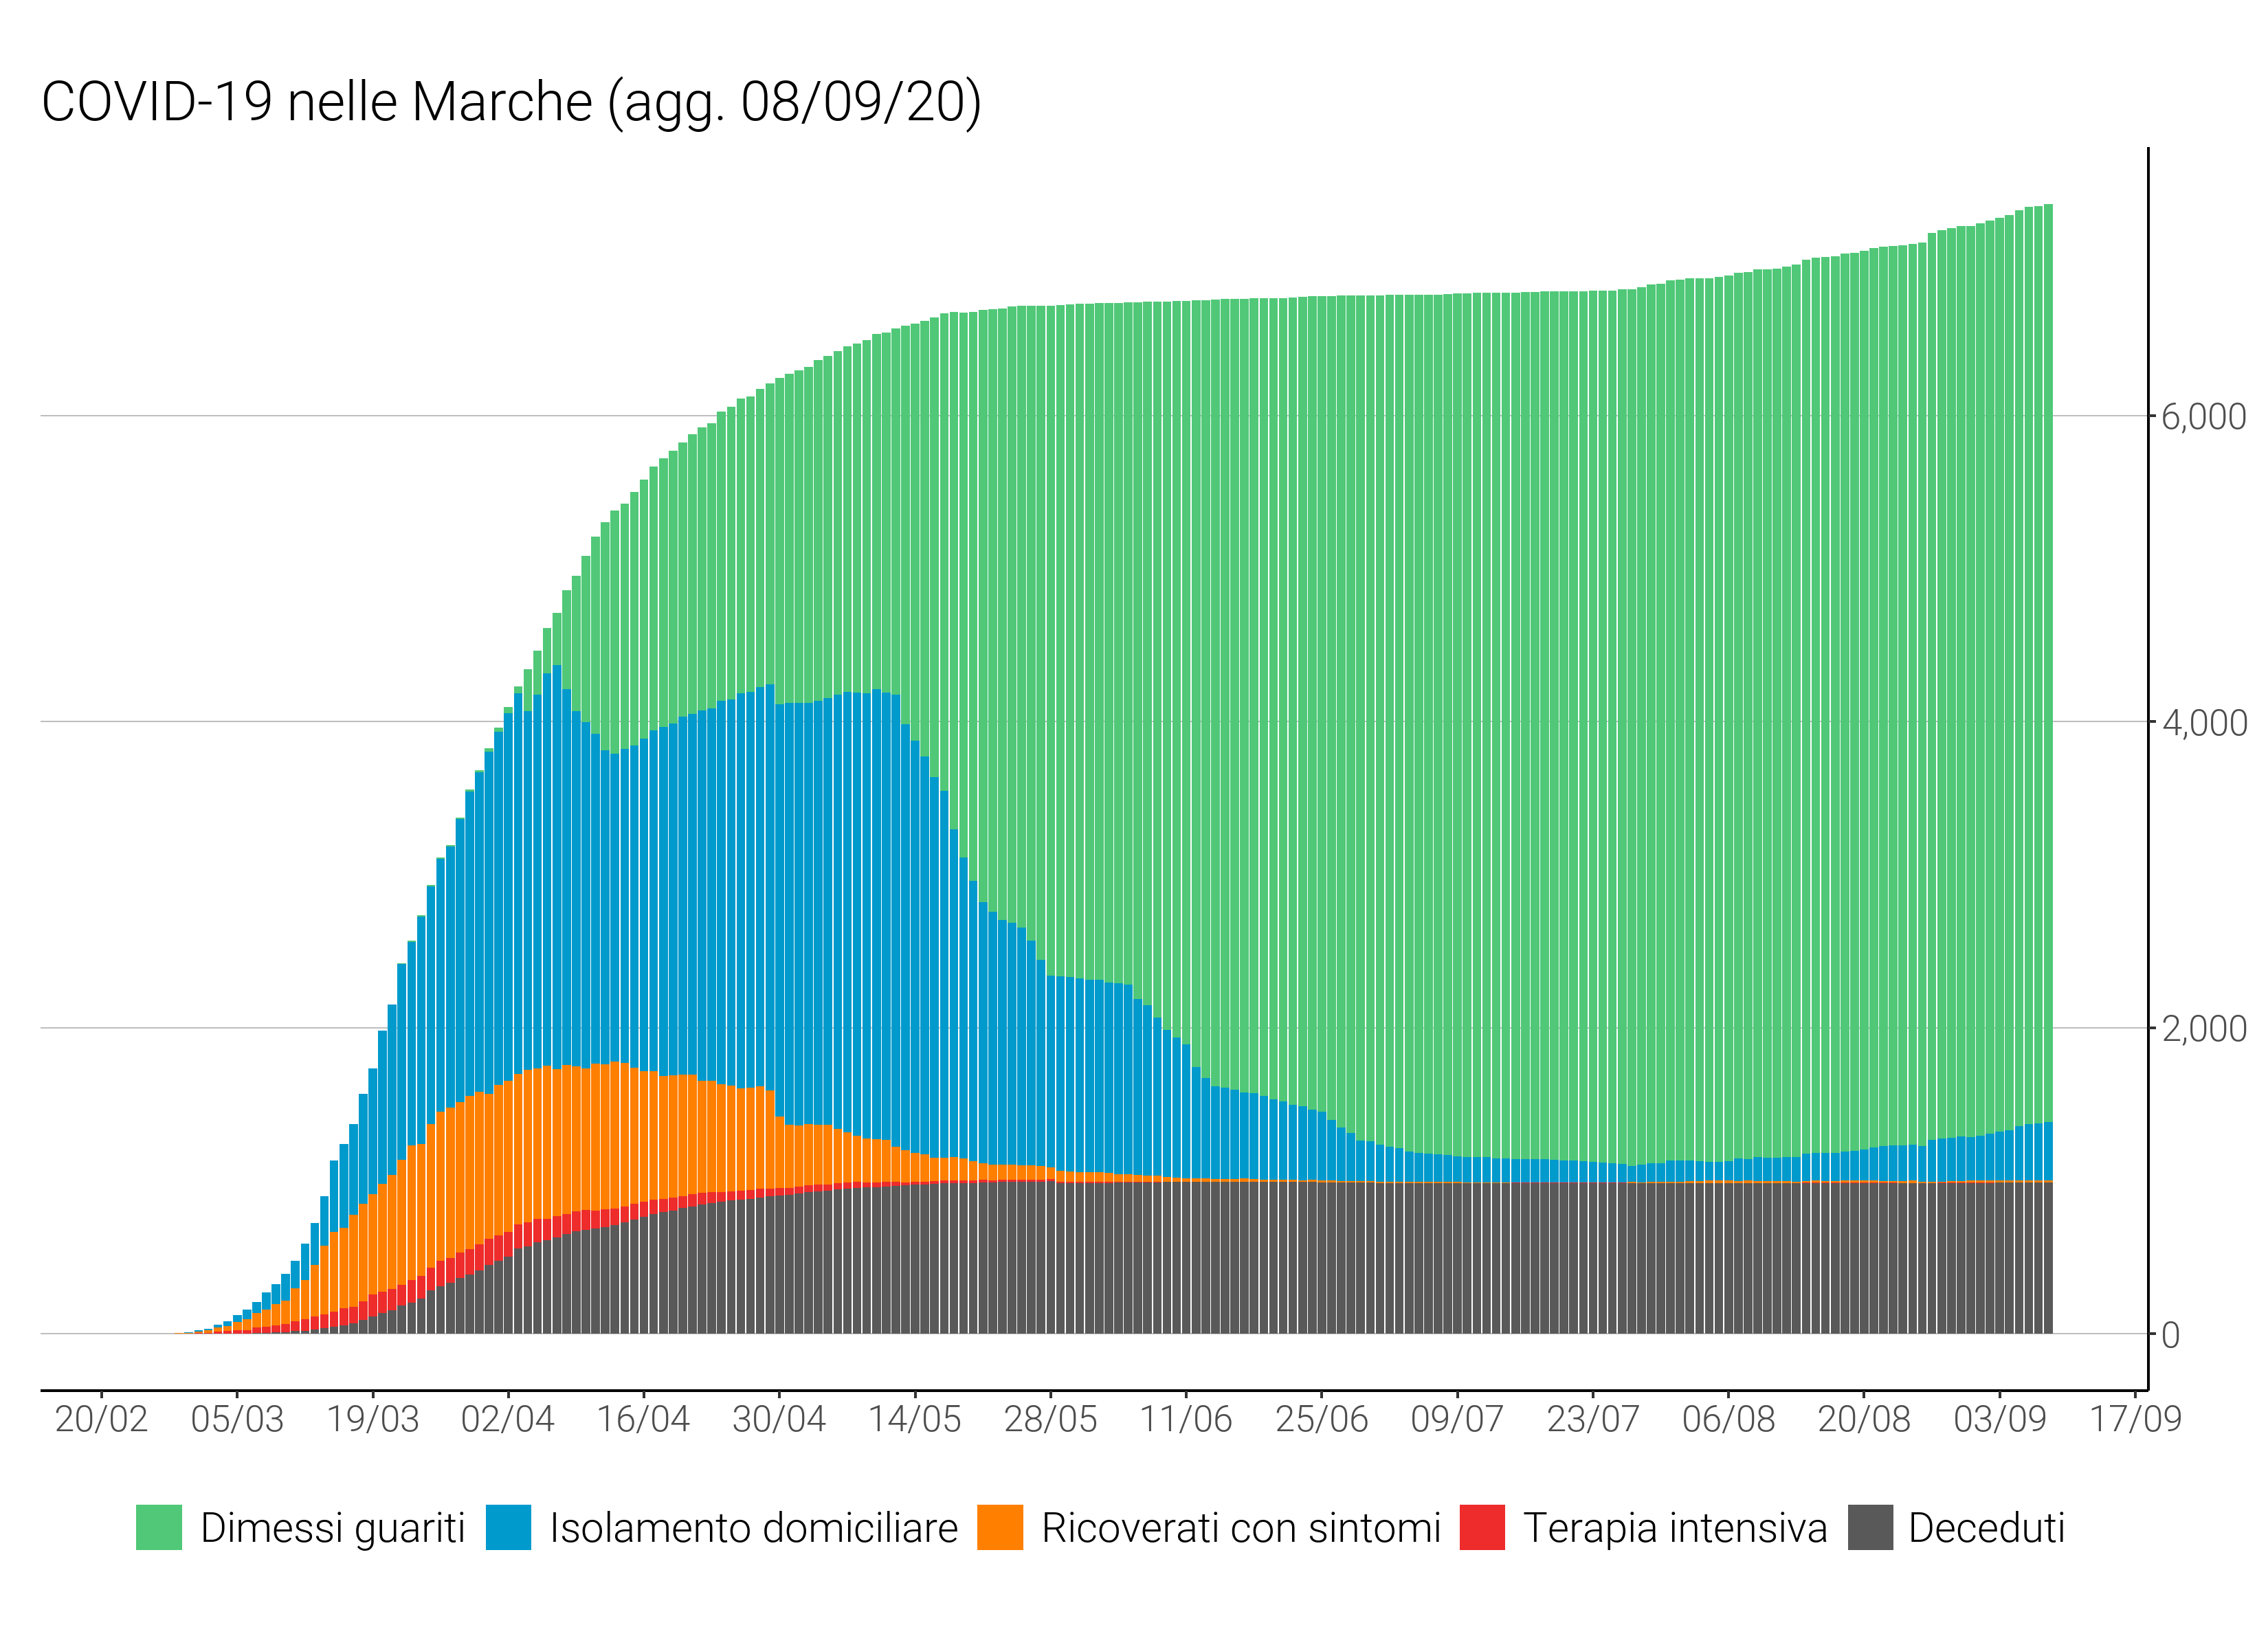 COVID-19 nelle Marche (agg. 08/09/20)
6,000
4,000
2,000
0
20/02 05/03 19/03 02/04 16/04 30/04 14/05 28/05 11/06 25/06 09/07 23/07 06/08 20/08 03/09 17/09
Dimessi guariti Isolamento domiciliare Ricoverati con sintomi Terapia intensiva Deceduti